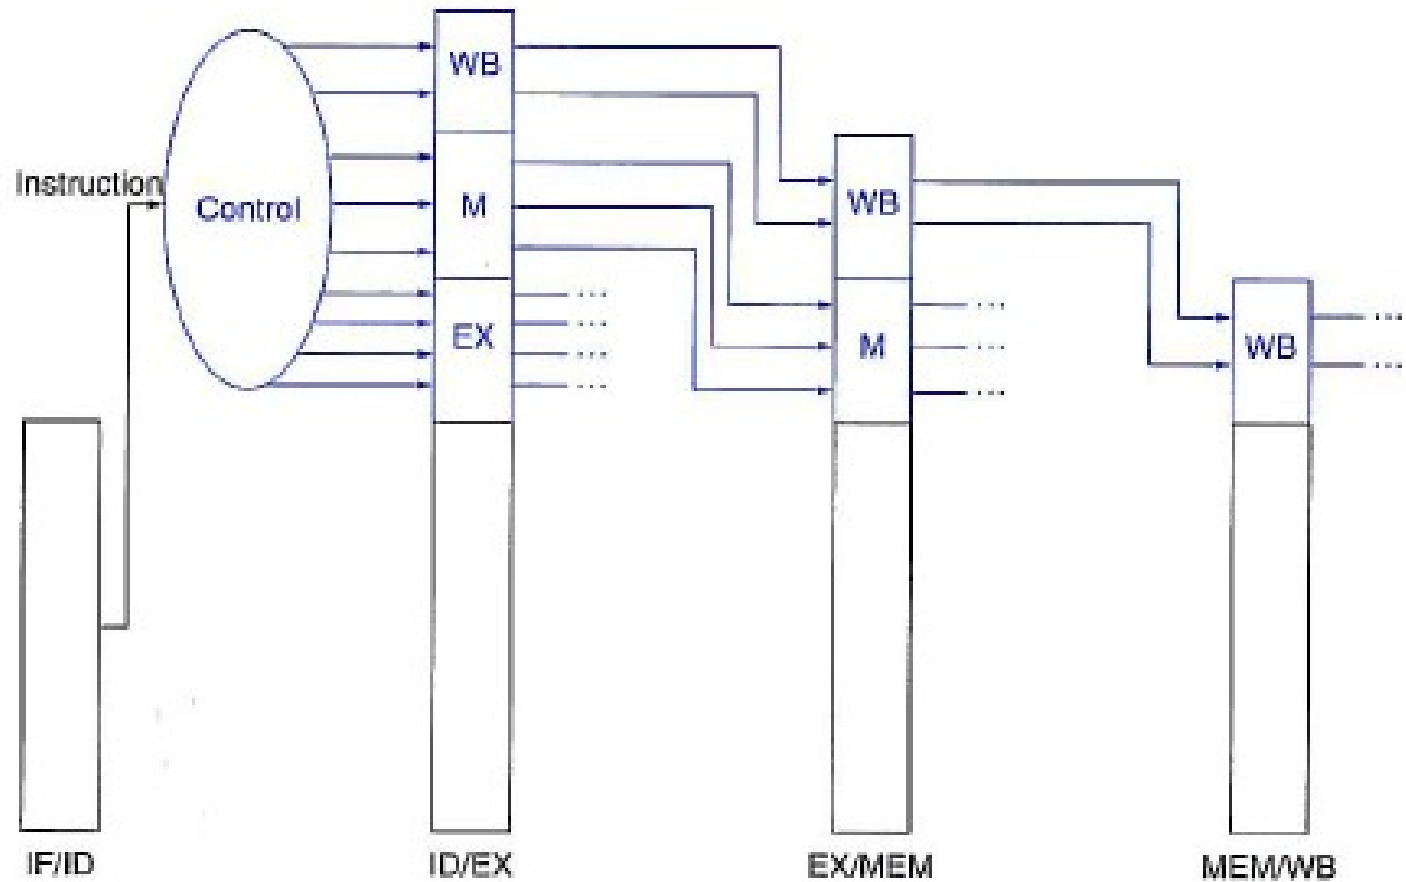 WB
Instruction
Control
M
EX
...
...
...
...
WB
M
...
...
...
WB
...
...
IF/ID
ID/EX
EX/MEM
MEM/WB